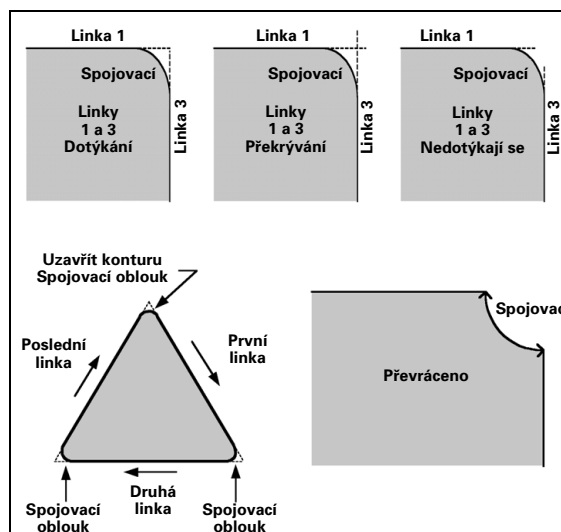 Linka 1
Spojovací
Linky
1 a 3
Dotýkání
Linka 3
Linka 1
Spojovací
Linky
1 a 3
Překrývání
Linka 3
Linka 1
Spojovací
Linky
1 a 3
Nedotýkají se
Linka 3
Uzavřít konturu
Spojovací oblouk
Poslední
linka
První
linka
Druhá
linka
Spojovací
oblouk
Spojovací
oblouk
Spojovac
Převráceno